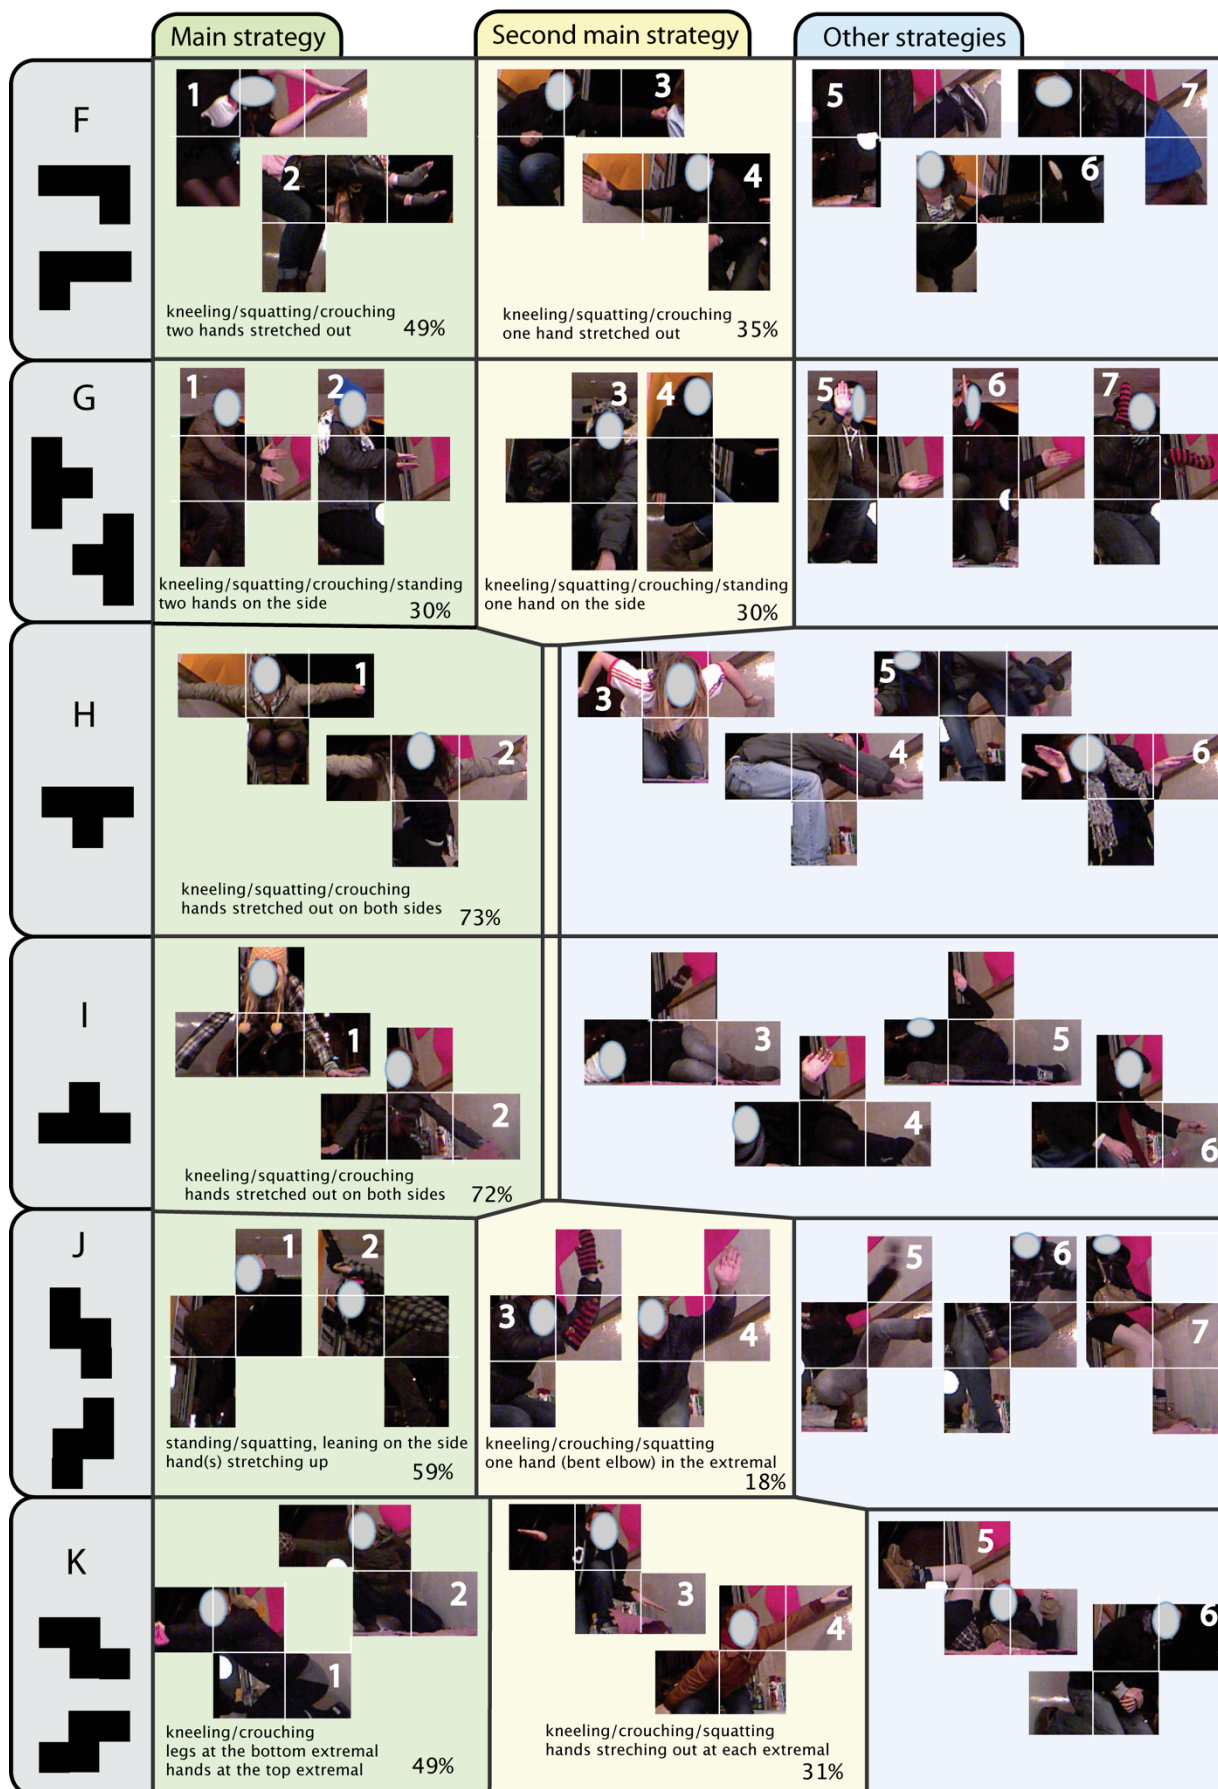 Main strategy
Second main strategy
Other strategies
F
1
2
kneeling/squatting/crouching
two hands stretched out
49%
3
4
kneeling/squatting/crouching
one hand stretched out
35%
5
6
7
G
1
2
kneeling/squatting/crouching/standing
two hands on the side
30%
3
4
kneeling/squatting/crouching/standing
one hand on the side
30%
5
6
7
H
1
2
kneeling/squatting/crouching
hands stretched out on both sides
73%
3
4
5
6
I
1
2
kneeling/squatting/crouching
hands stretched out on both sides
72%
3
4
5
6
J
1
2
standing/squatting, leaning on the side
hand(s) stretching up
59%
3
4
kneeling/crouching/squatting
one hand (bent elbow) in the extremal
18%
5
6
7
K
1
2
kneeling/crouching
legs at the bottom extremal
hands at the top extremal
49%
3
4
kneeling/crouching/squatting
hands streching out at each extremal
31%
5
6